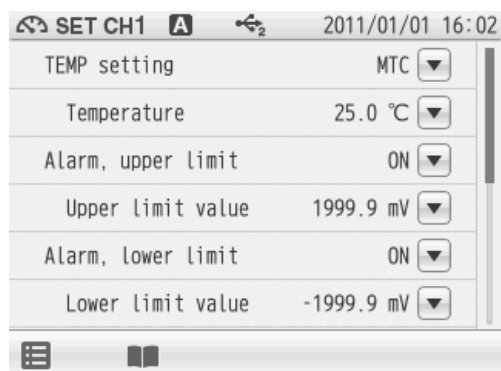 SET CH1 A 2 2011/01/01 16:02
TEMP setting MTC
Temperature 25.0 ℃
Alarm, upper limit ON
Upper limit value 1999.9 mV
Alarm, lower limit ON
Lower limit value -1999.9 mV